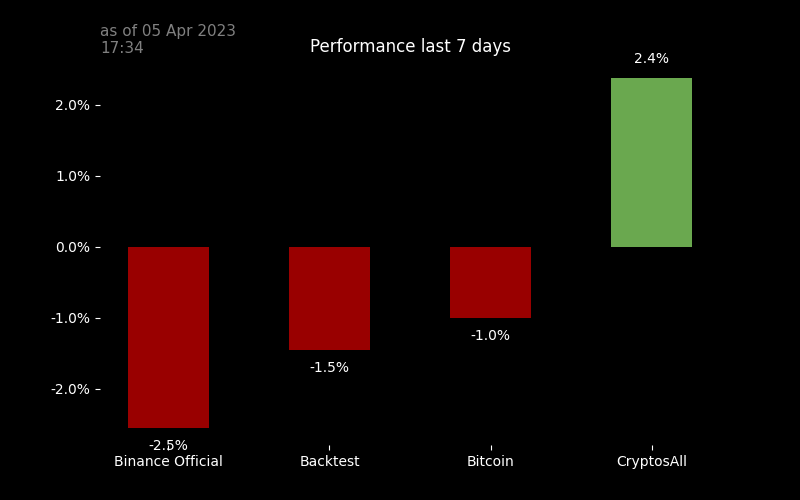 as of 05 Apr 2023
17:34
Performance last 7 days
2.4%
2.0%
1.0%
0.0%
-1.0%
-2.0%
-1.5%
-1.0%
-2.5%
Binance Official
Backtest
Bitcoin
CryptosAll